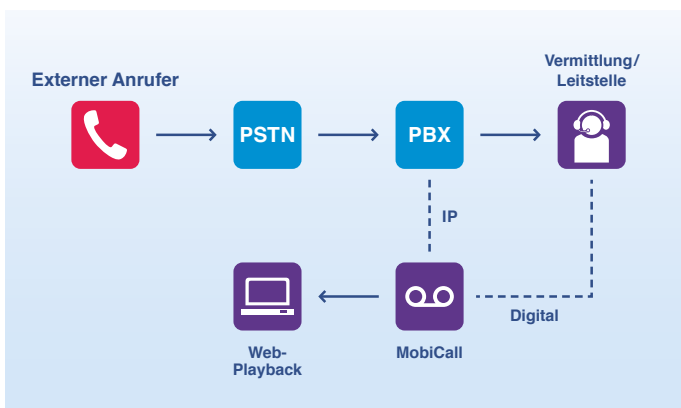 Externer Anrufer
Vermittlung/
Leitstelle
PSTN
PBX
IP
Digital
Web-
Playback
MobiCall